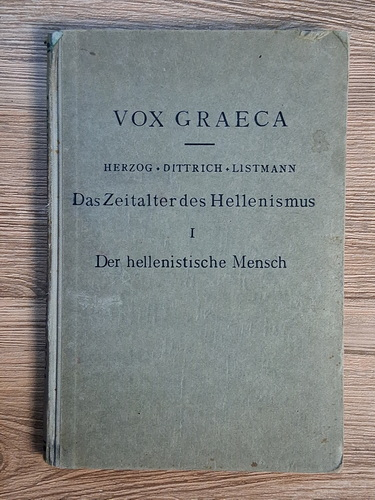 VOX GRAECA
HERZOG • DITTRICH • LISTMANN
Das Zeitalter des Hellenismus
I
Der hellenistische Mensch